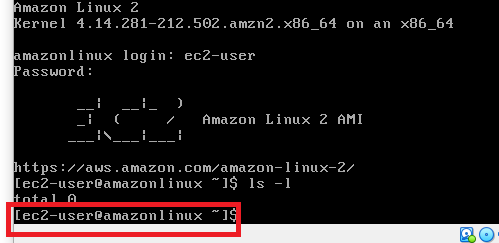 Amazon Linux 2
Kernel 4.14.281-212.502.amzn2.x86_64 on an x86_64
amazonlinux login: ec2-user
Password:
__|  __|_  )
_|  (     /   Amazon Linux 2 AMI
___|\___|___|
https://aws.amazon.com/amazon-linux-2/
[ec2-user@amazonlinux ~]$ ls -l
total 0
[ec2-user@amazonlinux ~]$